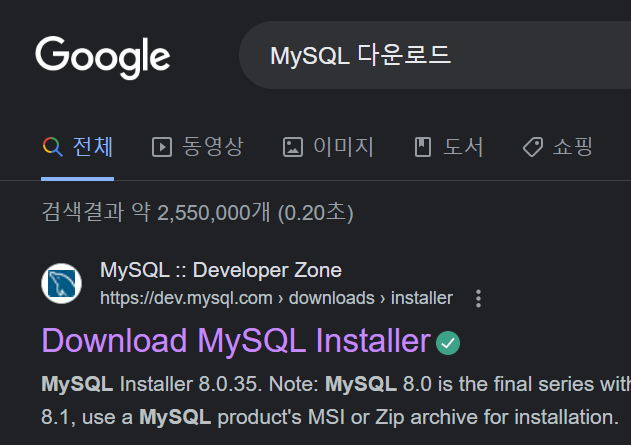 Google
MySQL 다운로드
전체 동영상 이미지 도서 쇼핑
검색결과 약 2,550,000개 (0.20초)
MySQL :: Developer Zone
https://dev.mysql.com › downloads › installer
Download MySQL Installer
MySQL Installer 8.0.35. Note: MySQL 8.0 is the final series with
8.1, use a MySQL product's MSI or Zip archive for installation.